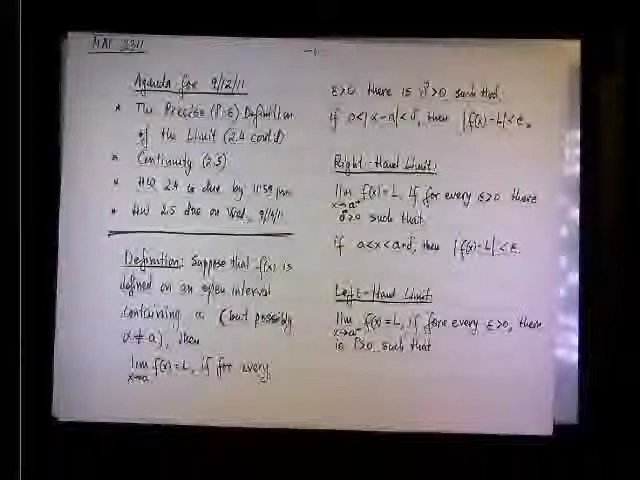 Agenda for 9/12/11
* The Precise (δ-ε) Definition
of the Limit (2.4 cont'd)
* Continuity (2.5)
* HW 2.4 is due by 11:59 pm
* HW 2.5 due on Wed, 9/14/11
Definition: Suppose that f(x) is
defined on an open interval
containing a (but possibly
x ≠ a), then
lim f(x) = L, if for every
x→a
-1-
ε>0 there is δ>0 such that
if 0<|x-a|<δ, then |f(x)-L|<ε.
Right-Hand Limit:
lim f(x)=L, if for every ε>0 there
x→a⁺
δ>0 such that
if a<x<a+δ, then |f(x)-L|<ε.
Left-Hand Limit:
lim f(x)=L, if for every ε>0, there
x→a⁻
is δ>0 such that